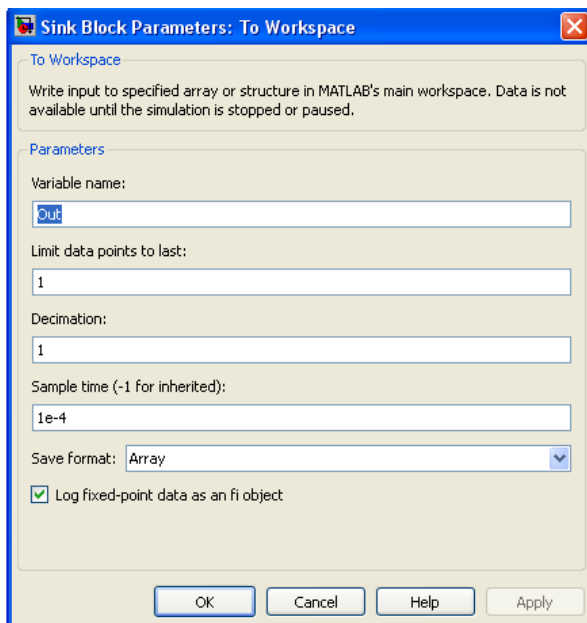 Sink Block Parameters: To Workspace
To Workspace
Write input to specified array or structure in MATLAB's main workspace. Data is not
available until the simulation is stopped or paused.
Parameters
Variable name:
Out
Limit data points to last:
1
Decimation:
1
Sample time (-1 for inherited):
1e-4
Save format: Array
Log fixed-point data as an fi object
OK Cancel Help Apply